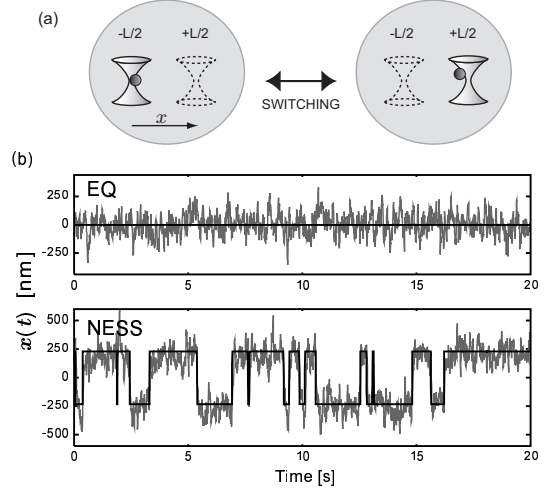 (a)
-L/2 +L/2 -L/2 +L/2
x
SWITCHING
(b)
EQ
250
0
-250
0 5 10 15 20
x(t) [nm]
NESS
500
250
0
-250
-500
0 5 10 15 20
Time [s]